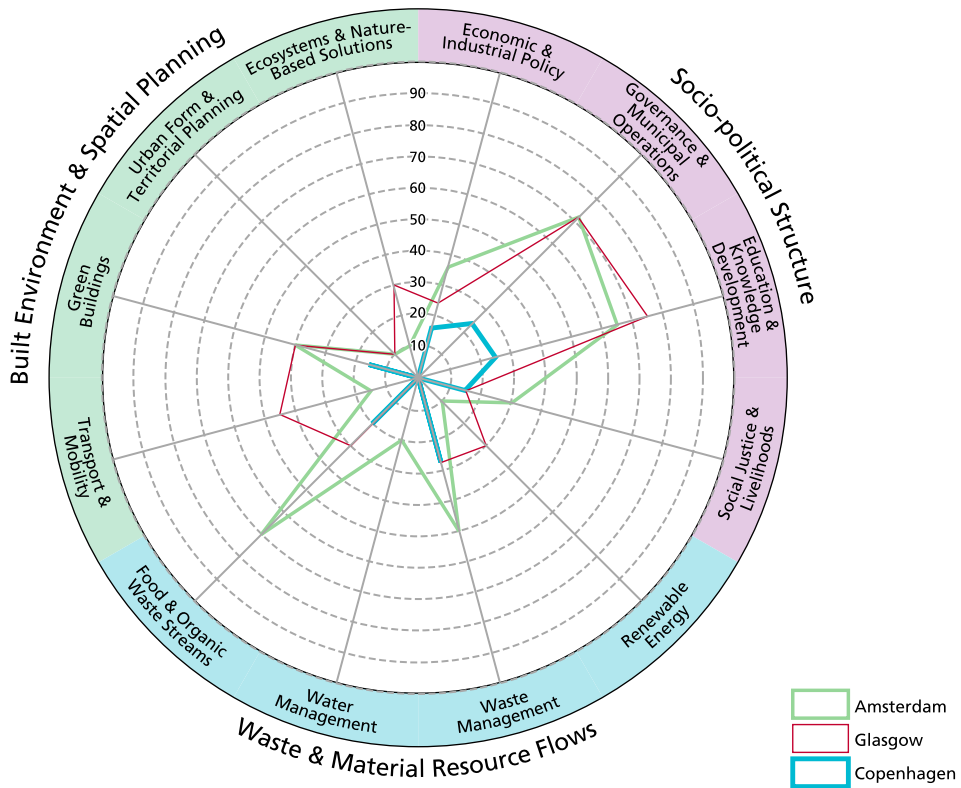 Built Environment & Spatial Planning
Socio-political Structure
Waste & Material Resource Flows
Ecosystems & Nature-
Based Solutions
Economic &
Industrial Policy
Governance &
Municipal
Operations
Education &
Knowledge
Development
Social Justice &
Livelihoods
Renewable
Energy
Waste
Management
Water
Management
Food & Organic
Waste Streams
Transport &
Mobility
Green
Buildings
Urban Form &
Territorial Planning
90
80
70
60
50
40
30
20
10
Amsterdam
Glasgow
Copenhagen